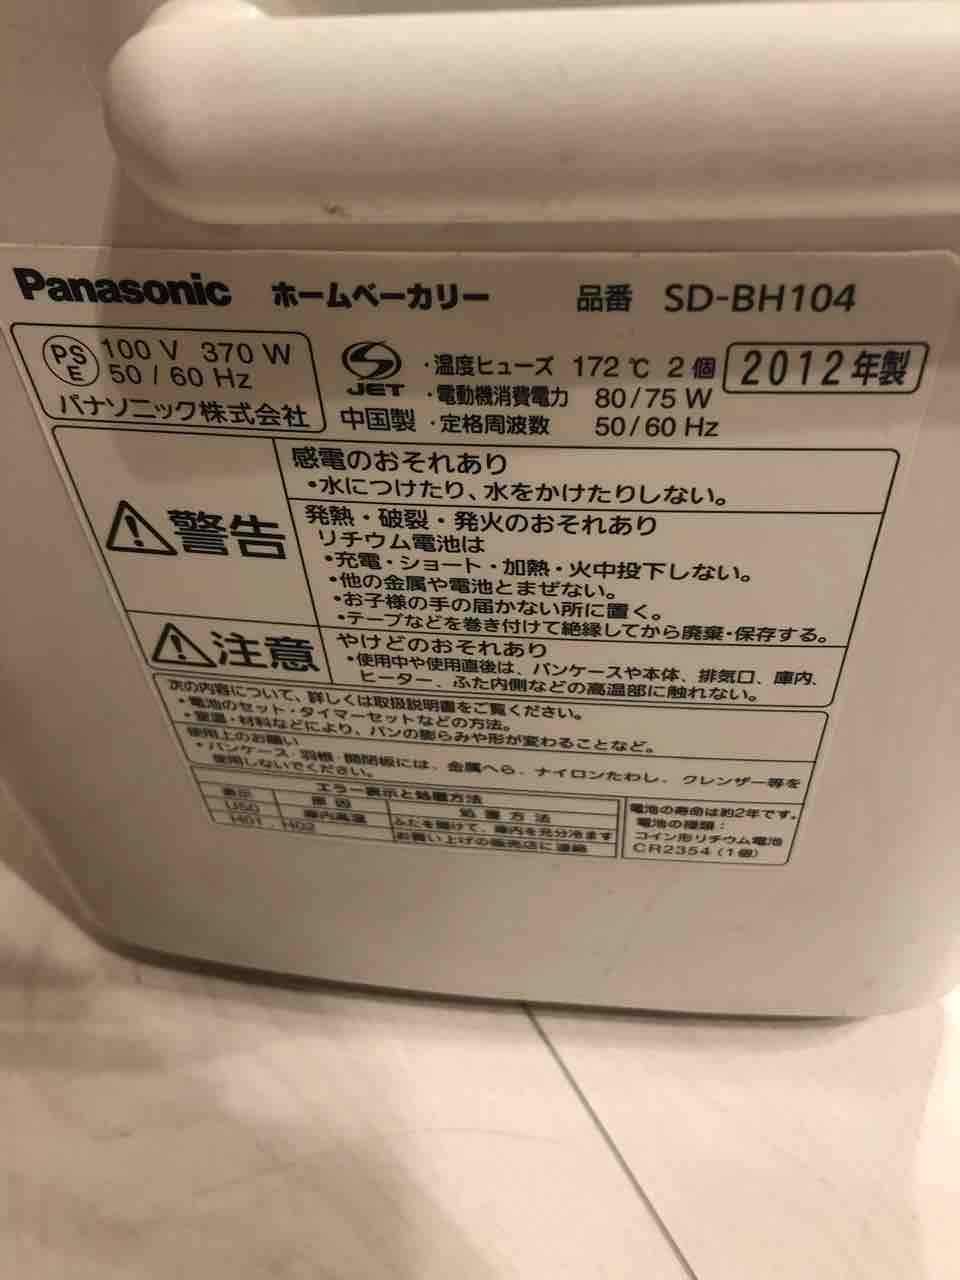 Panasonic ホームベーカリー 品番 SD-BH104
PS E 100 V 370 W
50 / 60 Hz
パナソニック株式会社
JET
中国製
・温度ヒューズ 172 ℃ 2 個
・電動機消費電力 80 / 75 W
・定格周波数 50 / 60 Hz
2012年製
警告
感電のおそれあり
・水につけたり、水をかけたりしない。
発熱・破裂・発火のおそれあり
リチウム電池は
・充電・ショート・加熱・火中投下しない。
・他の金属や電池とまぜない。
・お子様の手の届かない所に置く。
・テープなどを巻き付けて絶縁してから廃棄・保存する。
注意
やけどのおそれあり
・使用中や使用直後は、パンケースや本体、排気口、庫内、
ヒーター、ふた内側などの高温部に触れない。
次の内容について、詳しくは取扱説明書をご覧ください。
・電池のセット・タイマーセットなどの方法。
・室温・材料などにより、パンの膨らみや形が変わることなど。
使用上のお願い
・パンケース・羽根・開閉板には、金属へら、ナイロンたわし、クレンザー等を
使用しないでください。
エラー表示と処置方法
表示 原因 処置方法
U50 庫内高温 ふたを開けて、庫内を充分冷ます
H01、H02 お買い上げの販売店に連絡
電池の寿命は約2年です。
電池の種類：
コイン形リチウム電池
CR2354（1個）